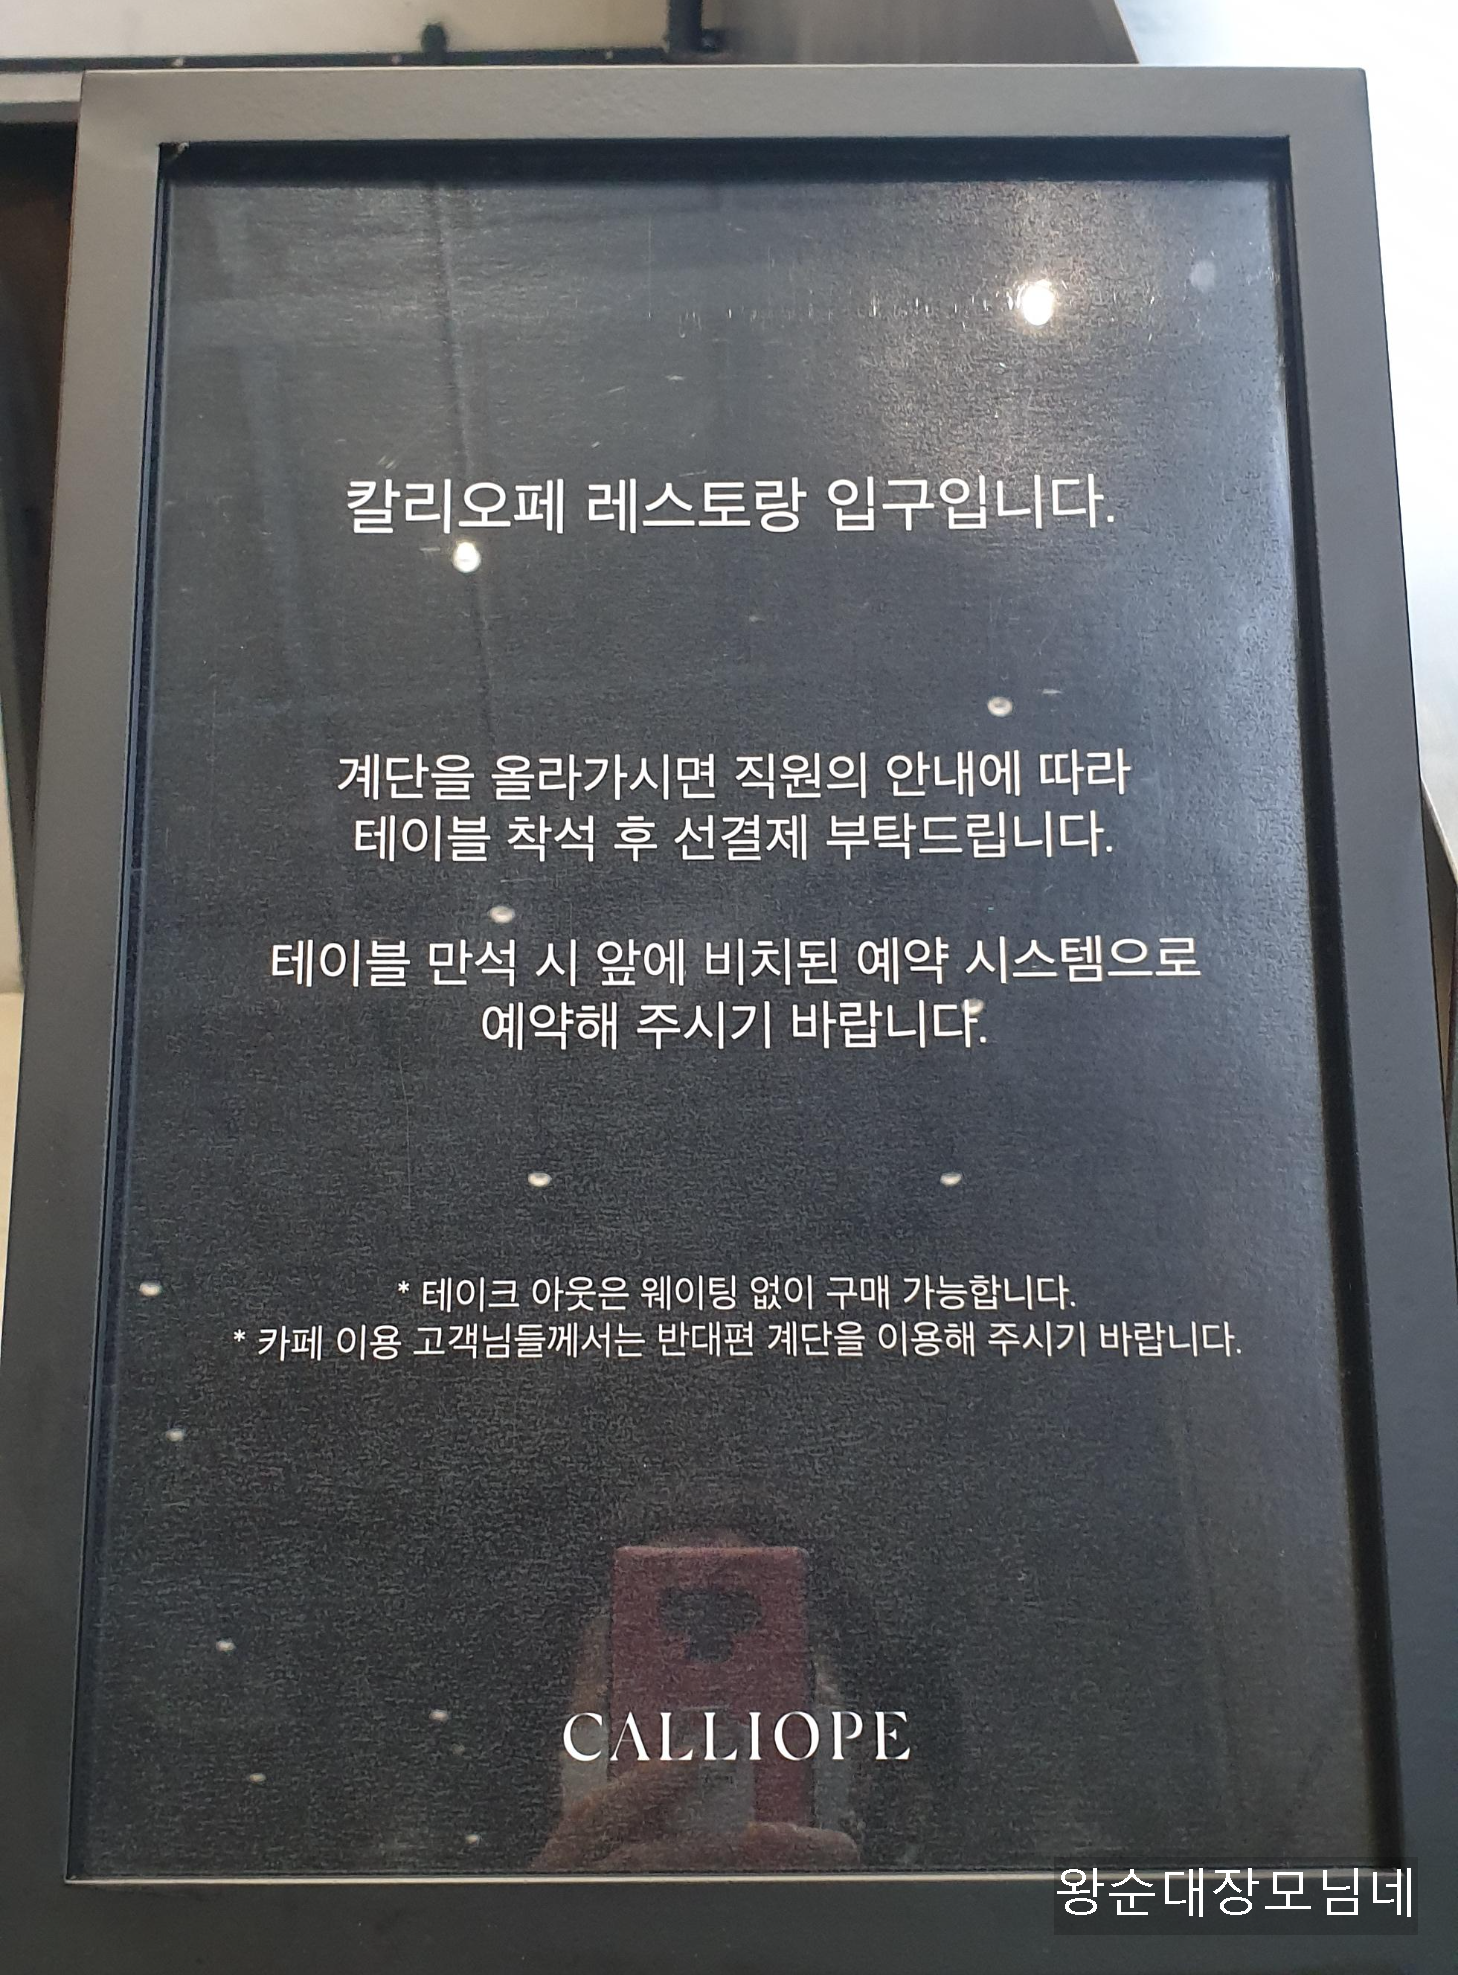 칼리오페 레스토랑 입구입니다.
계단을 올라가시면 직원의 안내에 따라
테이블 착석 후 선결제 부탁드립니다.
테이블 만석 시 앞에 비치된 예약 시스템으로
예약해 주시기 바랍니다.
* 테이크 아웃은 웨이팅 없이 구매 가능합니다.
* 카페 이용 고객님들께서는 반대편 계단을 이용해 주시기 바랍니다.
CALLIOPE
왕순대장모님네